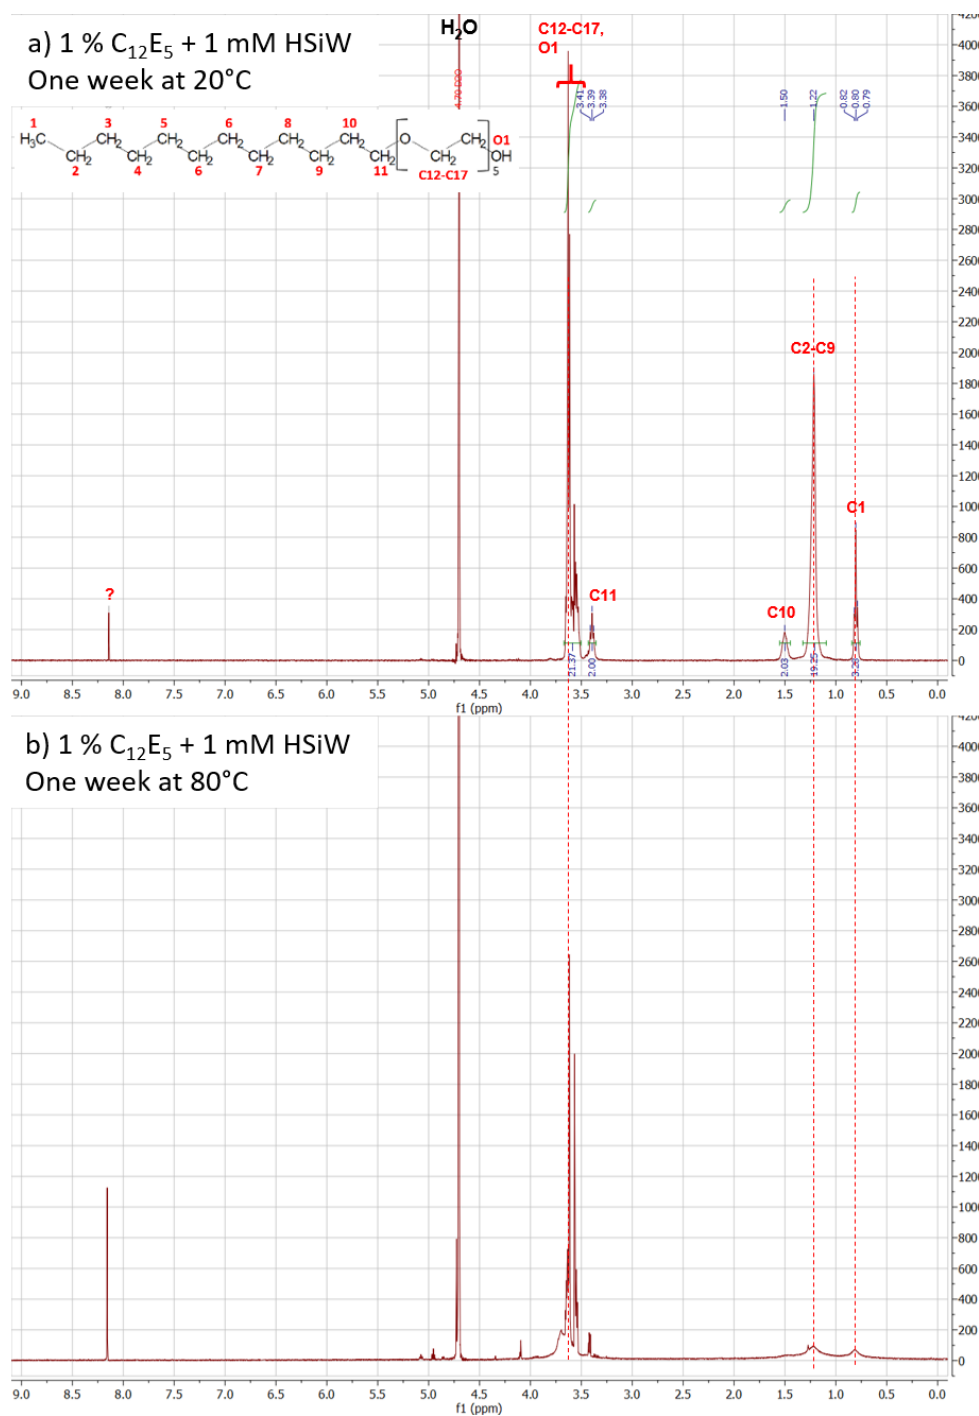 a) 1 % C₁₂E₅ + 1 mM HSiW
One week at 20°C
H₂O
C12-C17,
O1
4.70 D2O
3.41
3.39
3.38
1.50
1.22
0.82
0.80
0.79
1 3 5 6 8 10 O1
H₃C CH₂ CH₂ CH₂ CH₂ CH₂ O CH₂ OH
CH₂ CH₂ CH₂ CH₂ CH₂ CH₂ CH₂ 5
2 4 6 7 9 11 C12-C17
C2-C9
C1
?
C11
C10
2.00
2.03
19.25
4000
3800
3600
3400
3200
3000
2800
2600
2400
2200
2000
1800
1600
1400
1200
1000
800
600
400
200
0
9.0 8.5 8.0 7.5 7.0 6.5 6.0 5.5 5.0 4.5 4.0 3.5 3.0 2.5 2.0 1.5 1.0 0.5 0.0
f1 (ppm)
b) 1 % C₁₂E₅ + 1 mM HSiW
One week at 80°C
4000
3800
3600
3400
3200
3000
2800
2600
2400
2200
2000
1800
1600
1400
1200
1000
800
600
400
200
0
9.0 8.5 8.0 7.5 7.0 6.5 6.0 5.5 5.0 4.5 4.0 3.5 3.0 2.5 2.0 1.5 1.0 0.5 0.0
f1 (ppm)